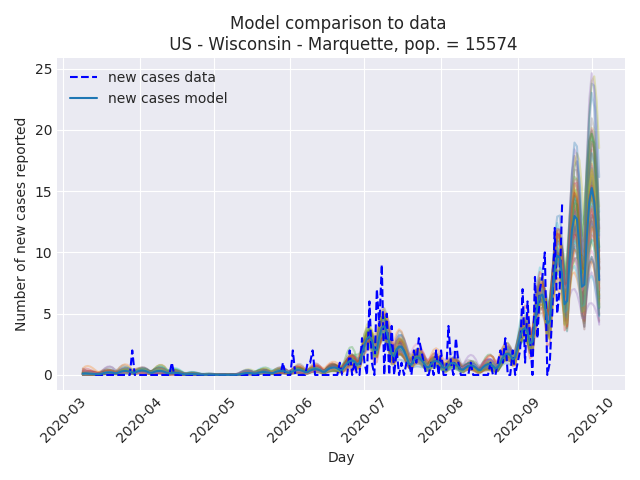 Model comparison to data
US - Wisconsin - Marquette, pop. = 15574
new cases data
new cases model
Number of new cases reported
25
20
15
10
5
0
2020-03
2020-04
2020-05
2020-06
2020-07
2020-08
2020-09
2020-10
Day